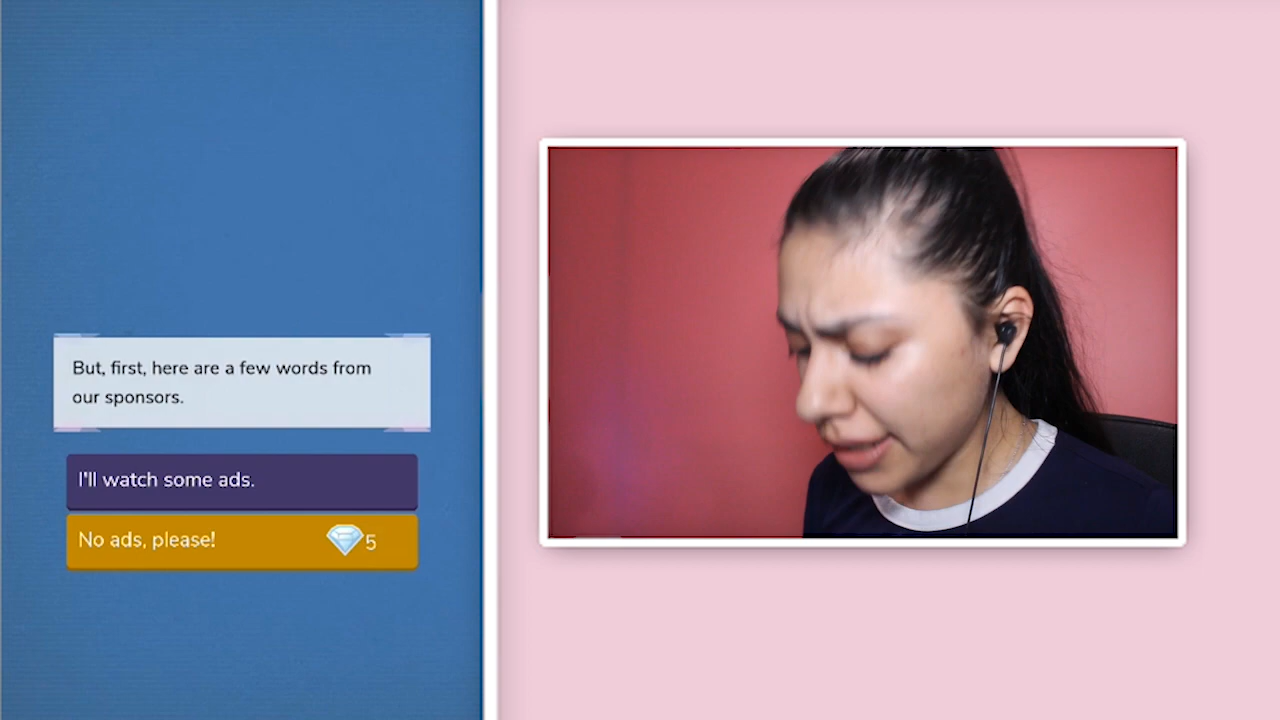 But, first, here are a few words from
our sponsors.
I'll watch some ads.
No ads, please! 5